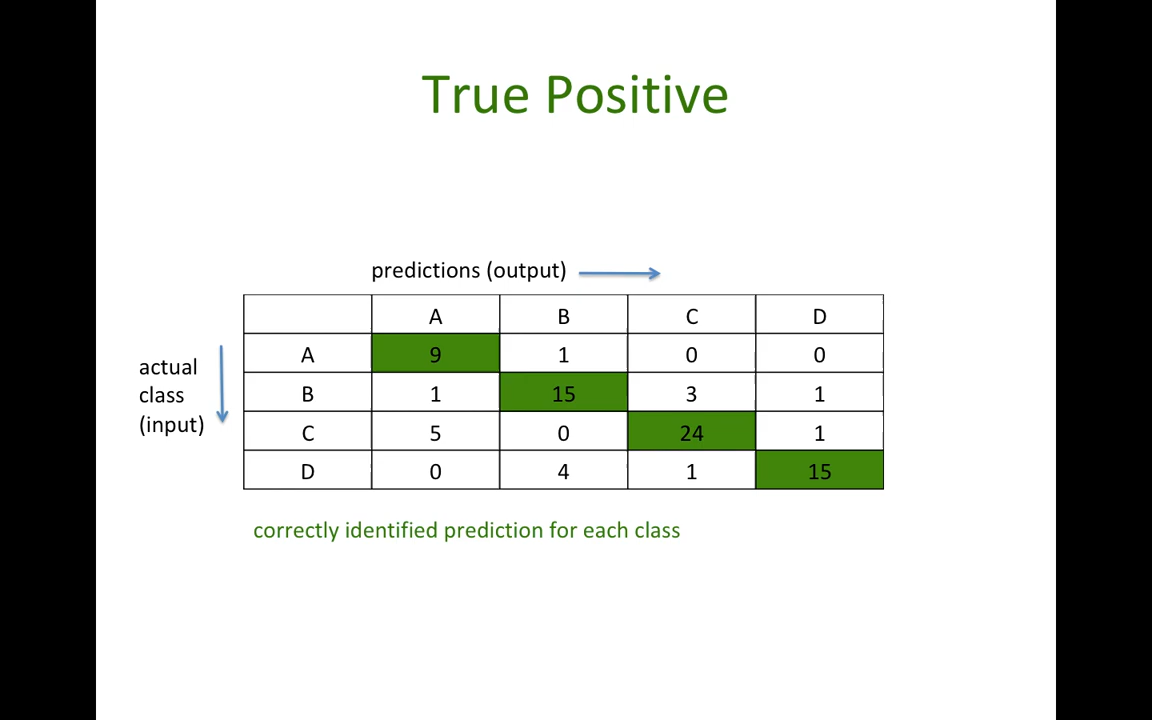 True Positive
predictions (output)
A B C D
actual
class
(input)
A 9 1 0 0
B 1 15 3 1
C 5 0 24 1
D 0 4 1 15
correctly identified prediction for each class